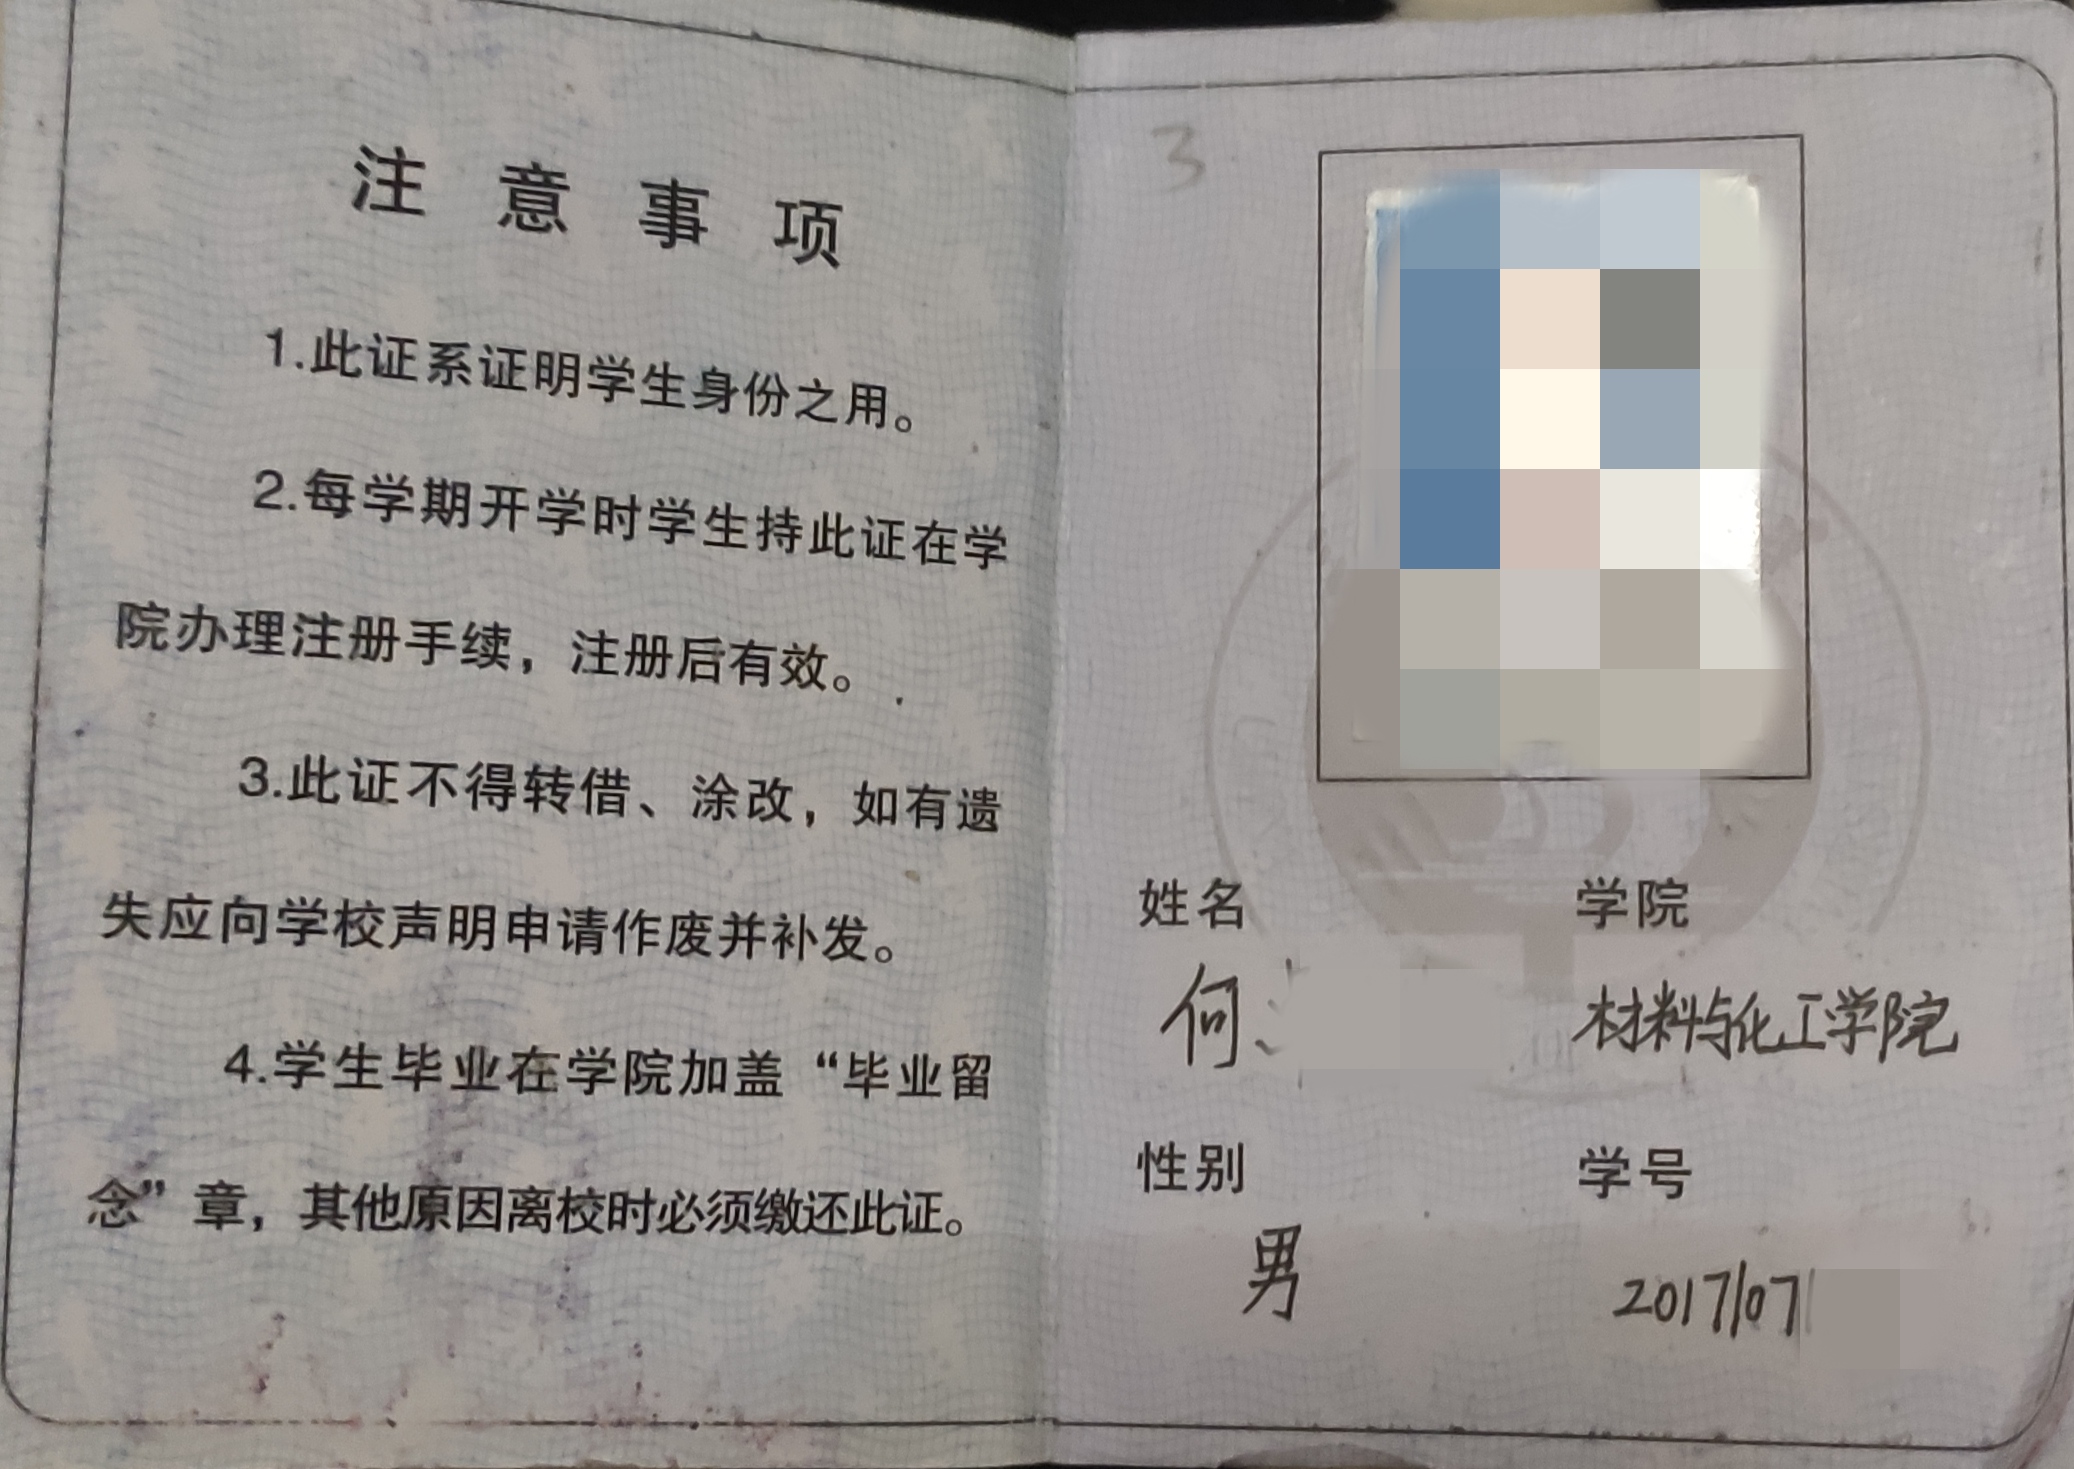 注意事项
1.此证系证明学生身份之用。
2.每学期开学时学生持此证在学
院办理注册手续，注册后有效。
3.此证不得转借、涂改，如有遗
失应向学校声明申请作废并补发。
4.学生毕业在学院加盖“毕业留
念”章，其他原因离校时必须缴还此证。
3
姓名 学院
何 材料与化工学院
性别 学号
男 2017107